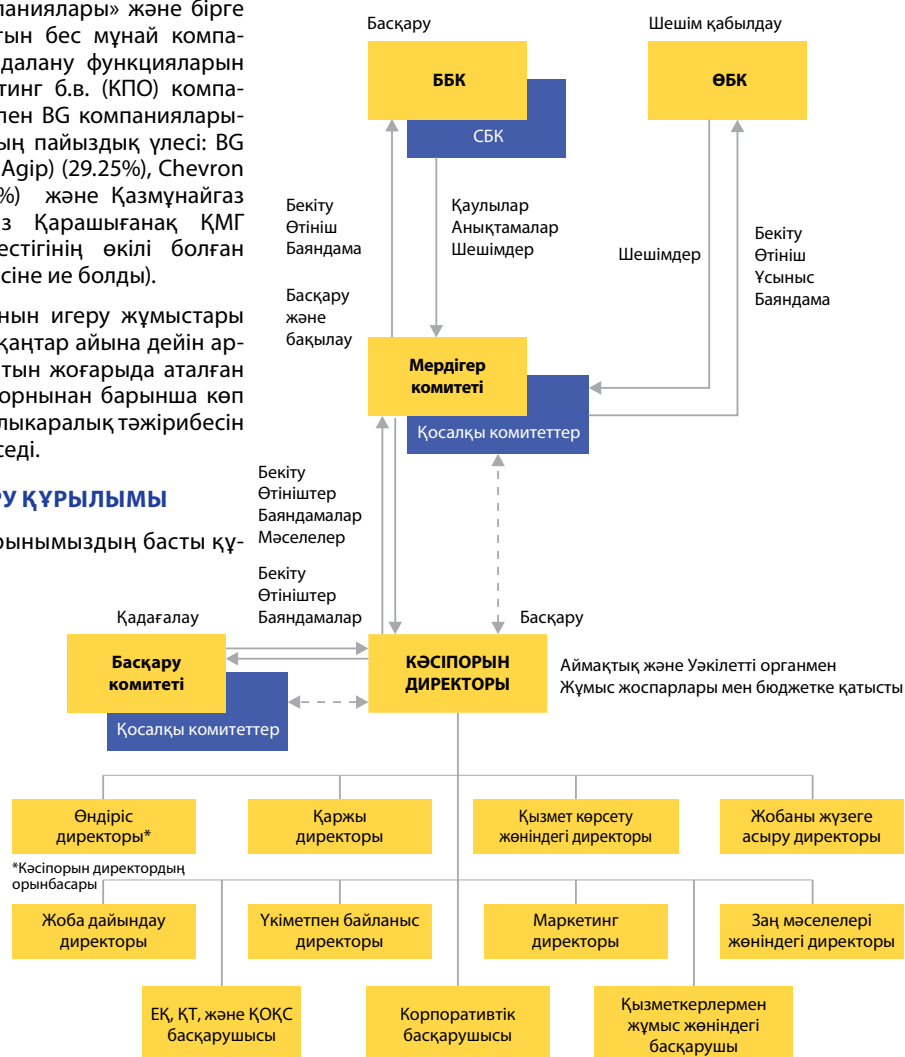 паниялары» және бірге
тын бес мұнай компа-
далану функцияларын
тинг б.в. (КПО) компа-
пен BG компаниялары-
ың пайыздық үлесі: BG
Agip) (29.25%), Chevron
%) және Қазмұнайгаз
з Қарашығанақ ҚМГ
естігінің өкілі болған
сіне ие болды).
нын игеру жұмыстары
қаңтар айына дейін ар-
тын жоғарыда аталған
орнынан барынша көп
лықаралық тәжірибесін
седі.
РУ ҚҰРЫЛЫМЫ
рынымыздың басты құ-
Басқару
Шешім қабылдау
ББК
СБК
ӨБК
Бекіту
Өтініш
Баяндама
Қаулылар
Анықтамалар
Шешімдер
Шешімдер
Бекіту
Өтініш
Ұсыныс
Баяндама
Басқару
және
бақылау
Мердігер
комитеті
Қосалқы комитеттер
Бекіту
Өтініштер
Баяндамалар
Мәселелер
Бекіту
Өтініштер
Баяндамалар
Қадағалау
Басқару
Басқару
комитеті
Қосалқы комитеттер
КӘСІПОРЫН
ДИРЕКТОРЫ
Аймақтық және Уәкілетті органмен
Жұмыс жоспарлары мен бюджетке қатысты
Өндіріс
директоры*
Қаржы
директоры
Қызмет көрсету
жөніндегі директоры
Жобаны жүзеге
асыру директоры
*Кәсіпорын директордың
орынбасары
Жоба дайындау
директоры
Үкіметпен байланыс
директоры
Маркетинг
директоры
Заң мәселелері
жөніндегі директоры
ЕҚ, ҚТ, және ҚОҚС
басқарушысы
Корпоративтік
басқарушысы
Қызметкерлермен
жұмыс жөніндегі
басқарушы